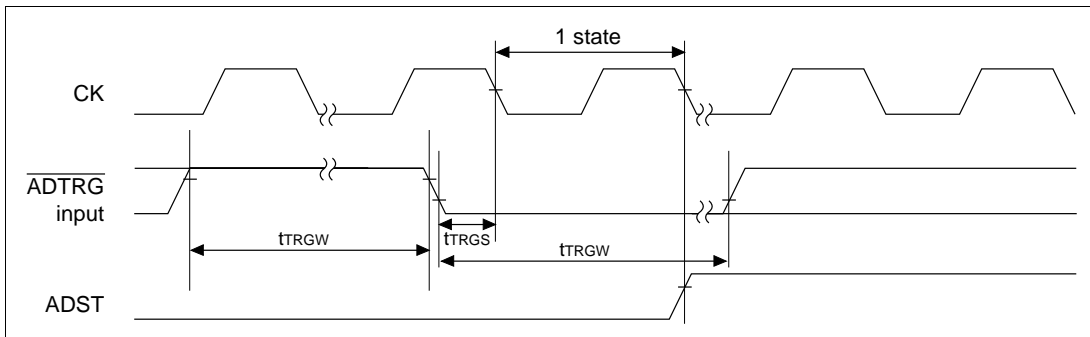 1 state
CK
ADTRG
input
tTRGW
tTRGS
tTRGW
ADST